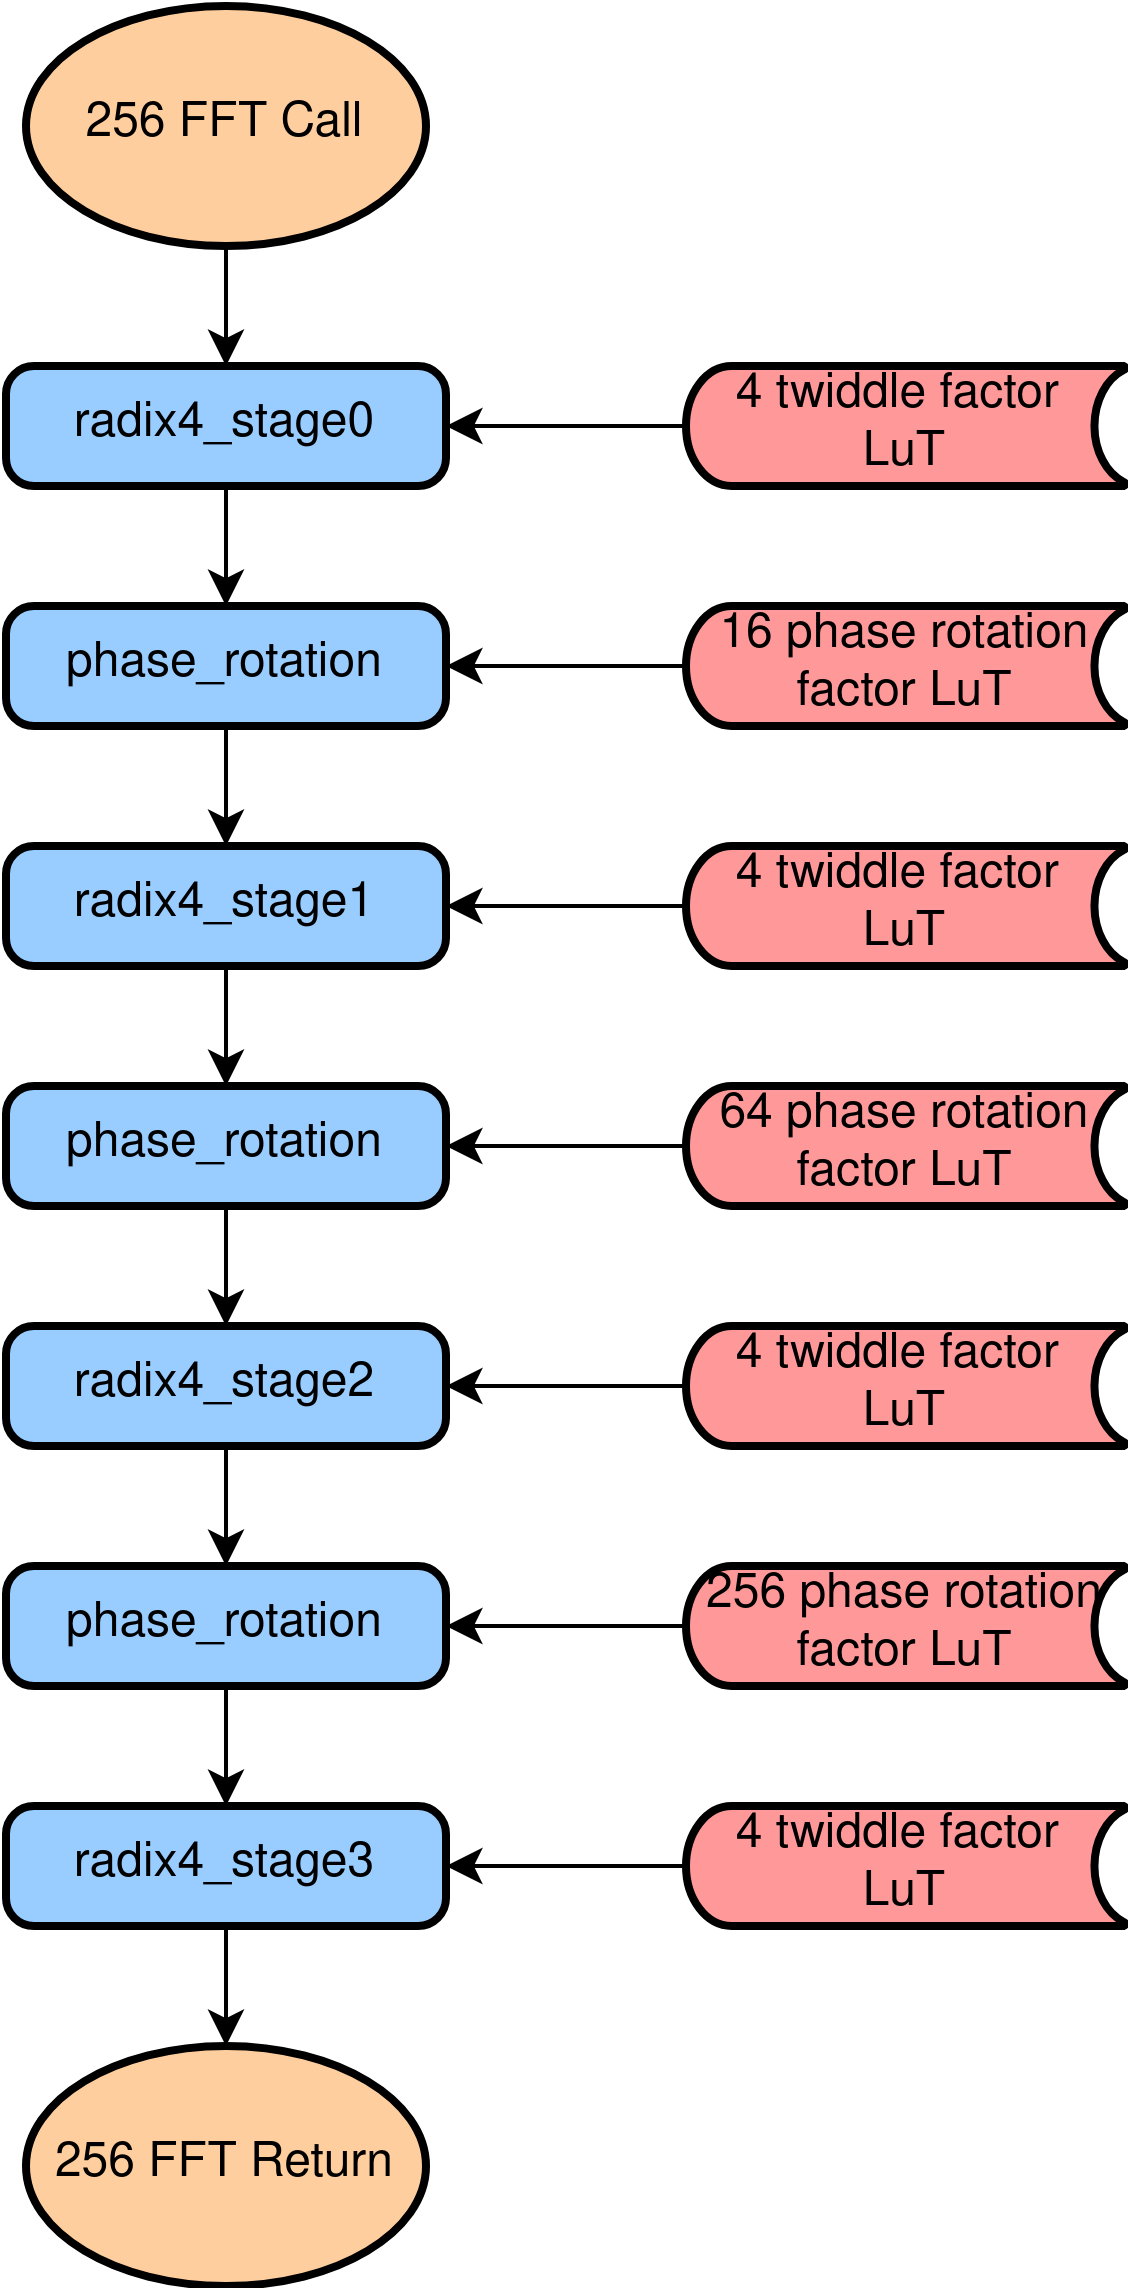 256 FFT Call
radix4_stage0
4 twiddle factor
LuT
phase_rotation
16 phase rotation
factor LuT
radix4_stage1
4 twiddle factor
LuT
phase_rotation
64 phase rotation
factor LuT
radix4_stage2
4 twiddle factor
LuT
phase_rotation
256 phase rotation
factor LuT
radix4_stage3
4 twiddle factor
LuT
256 FFT Return